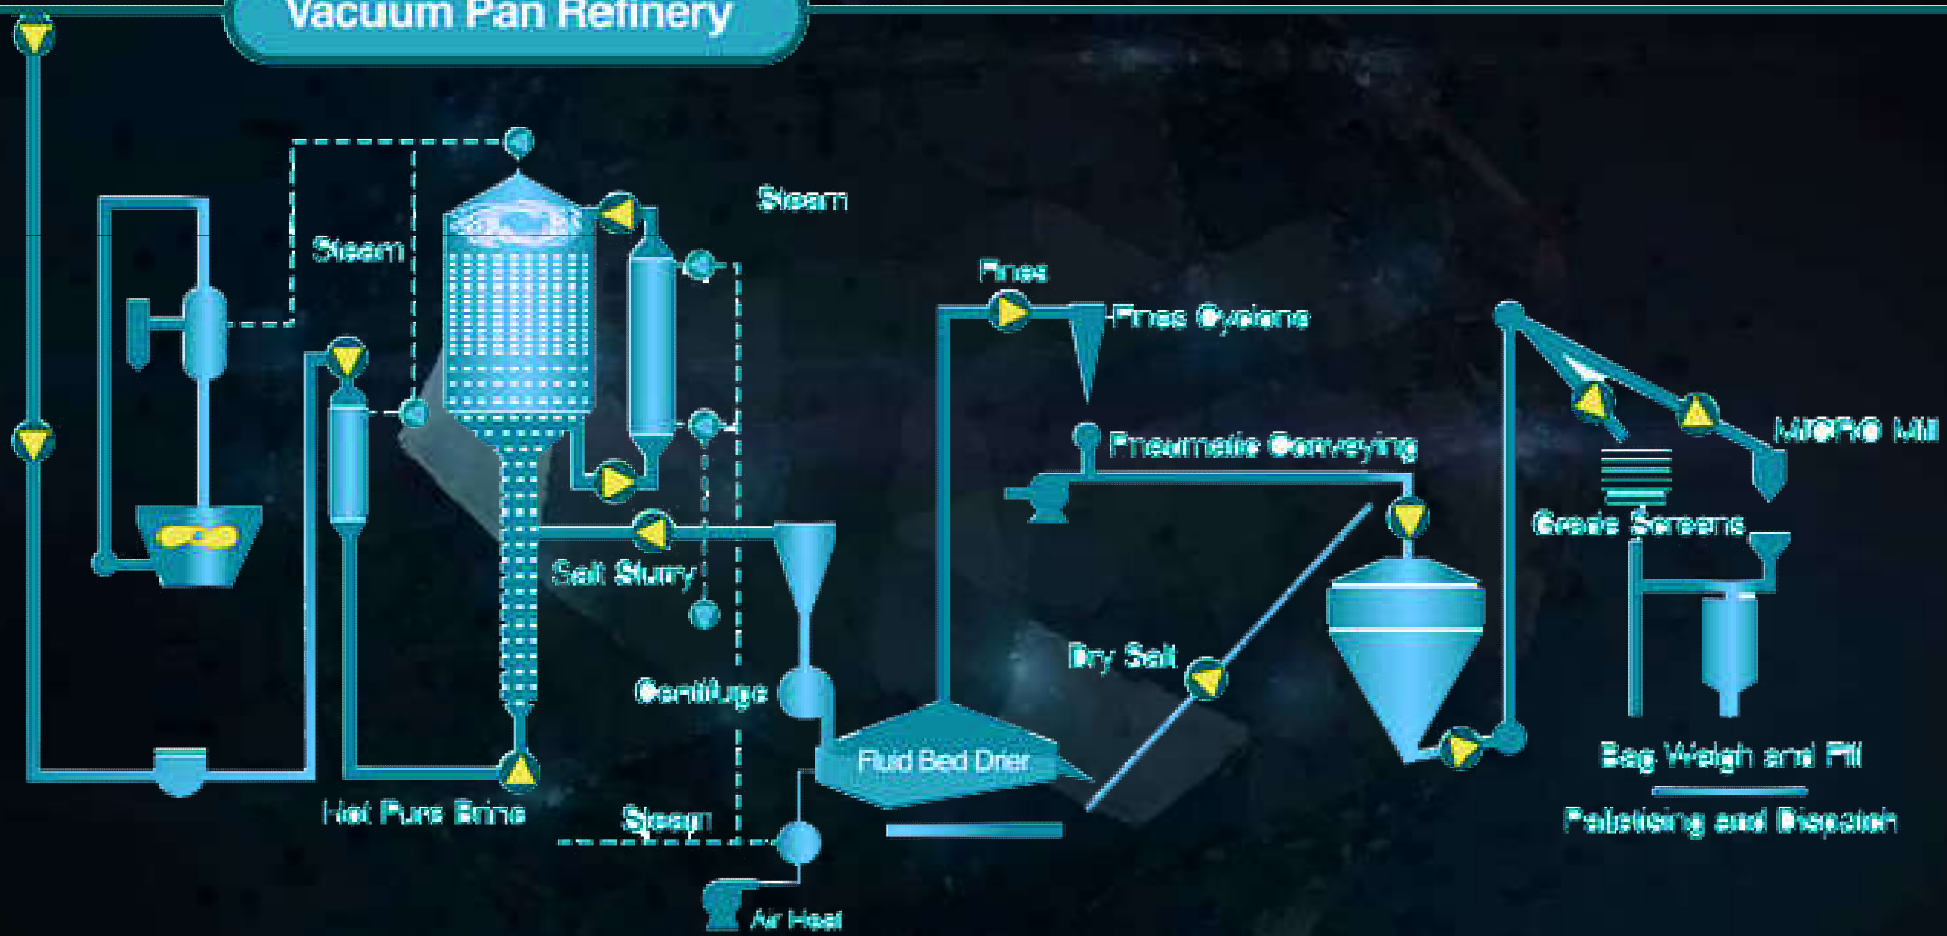 Vacuum Pan Refinery
Steam
Steam
Fines
Fines Cyclone
MICRO Mill
Pneumatic Conveying
Grade Screens
Salt Slurry
Dry Salt
Centrifuge
Bag Weigh and Fill
Fluid Bed Drier
Hot Pure Brine
Steam
Palletising and Dispatch
Air Heat